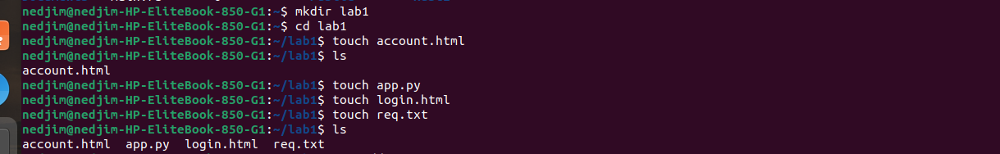 nedjim@nedjim-HP-EliteBook-850-G1:~$ mkdir lab1
nedjim@nedjim-HP-EliteBook-850-G1:~$ cd lab1
nedjim@nedjim-HP-EliteBook-850-G1:~/lab1$ touch account.html
nedjim@nedjim-HP-EliteBook-850-G1:~/lab1$ ls
account.html
nedjim@nedjim-HP-EliteBook-850-G1:~/lab1$ touch app.py
nedjim@nedjim-HP-EliteBook-850-G1:~/lab1$ touch login.html
nedjim@nedjim-HP-EliteBook-850-G1:~/lab1$ touch req.txt
nedjim@nedjim-HP-EliteBook-850-G1:~/lab1$ ls
account.html  app.py  login.html  req.txt